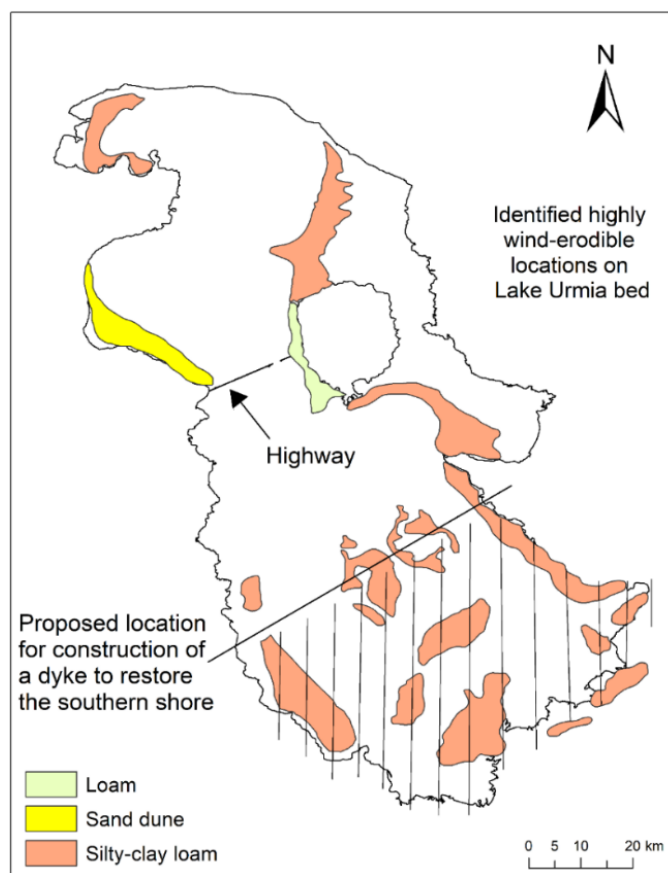 N
Identified highly
wind-erodible
locations on
Lake Urmia bed
Highway
Proposed location
for construction of
a dyke to restore
the southern shore
Loam
Sand dune
Silty-clay loam
0 5 10 20 km